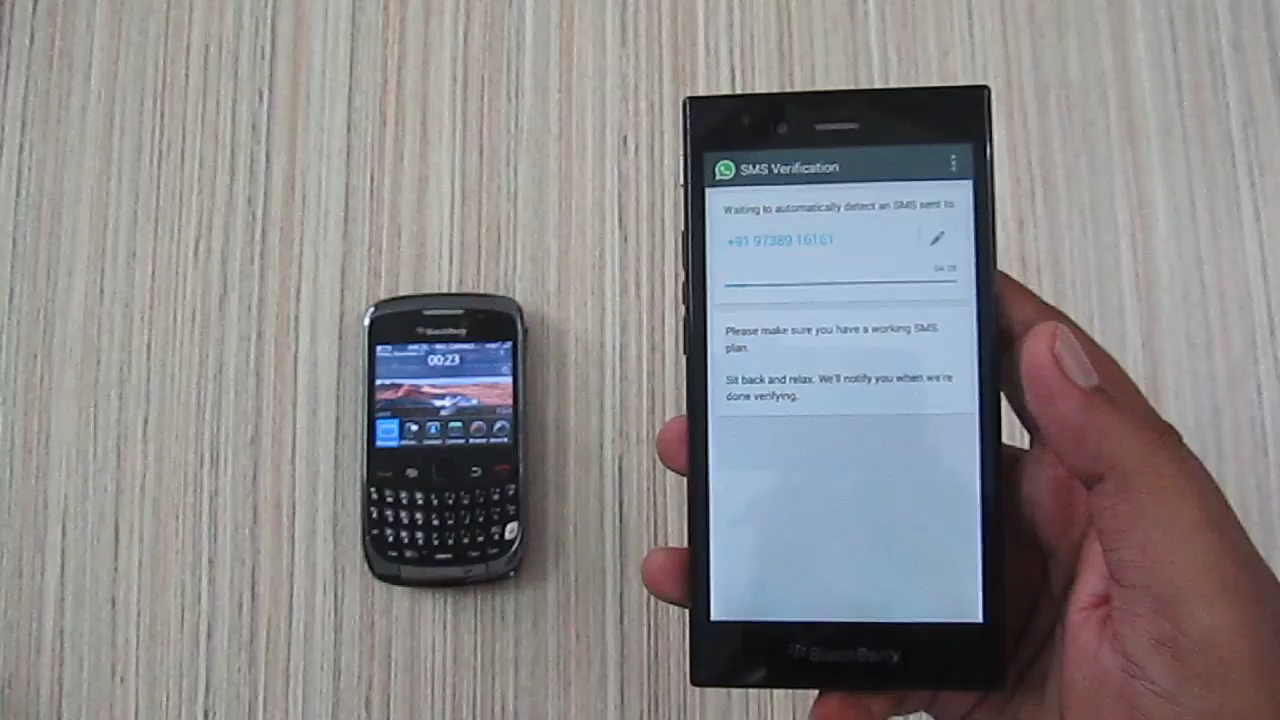 BlackBerry
00:23
SMS Verification
Waiting to automatically detect an SMS sent to
+91 97389 16161
Please make sure you have a working SMS
plan.
Sit back and relax. We'll notify you when we're
done verifying.
BlackBerry